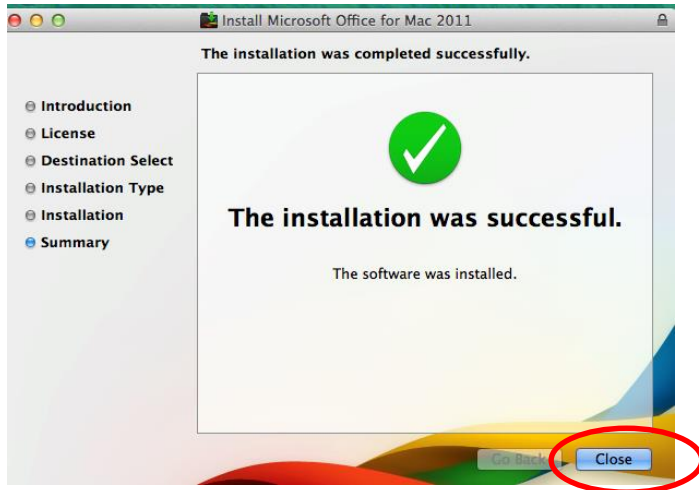 Install Microsoft Office for Mac 2011
The installation was completed successfully.
Introduction
License
Destination Select
Installation Type
Installation
Summary
The installation was successful.
The software was installed.
Go Back
Close